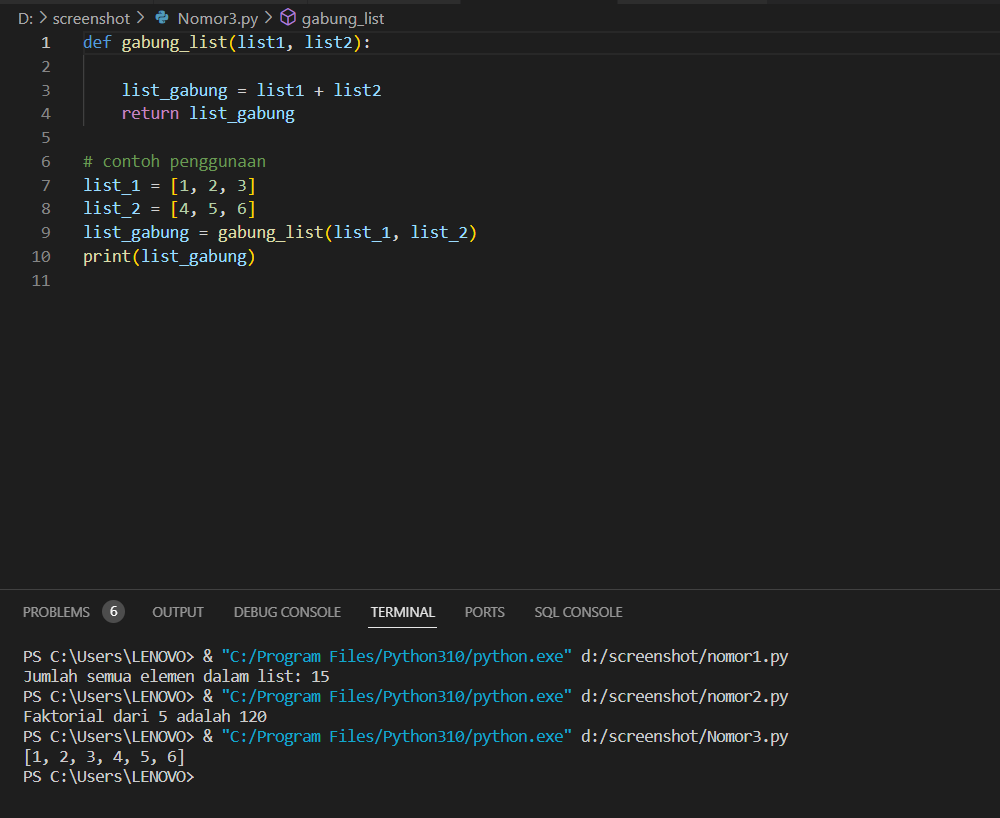 D: > screenshot > Nomor3.py > gabung_list
1 def gabung_list(list1, list2):
2
3     list_gabung = list1 + list2
4     return list_gabung
5
6 # contoh penggunaan
7 list_1 = [1, 2, 3]
8 list_2 = [4, 5, 6]
9 list_gabung = gabung_list(list_1, list_2)
10 print(list_gabung)
11
PROBLEMS 6 OUTPUT DEBUG CONSOLE TERMINAL PORTS SQL CONSOLE
PS C:\Users\LENOVO> & "C:/Program Files/Python310/python.exe" d:/screenshot/nomor1.py
Jumlah semua elemen dalam list: 15
PS C:\Users\LENOVO> & "C:/Program Files/Python310/python.exe" d:/screenshot/nomor2.py
Faktorial dari 5 adalah 120
PS C:\Users\LENOVO> & "C:/Program Files/Python310/python.exe" d:/screenshot/Nomor3.py
[1, 2, 3, 4, 5, 6]
PS C:\Users\LENOVO>